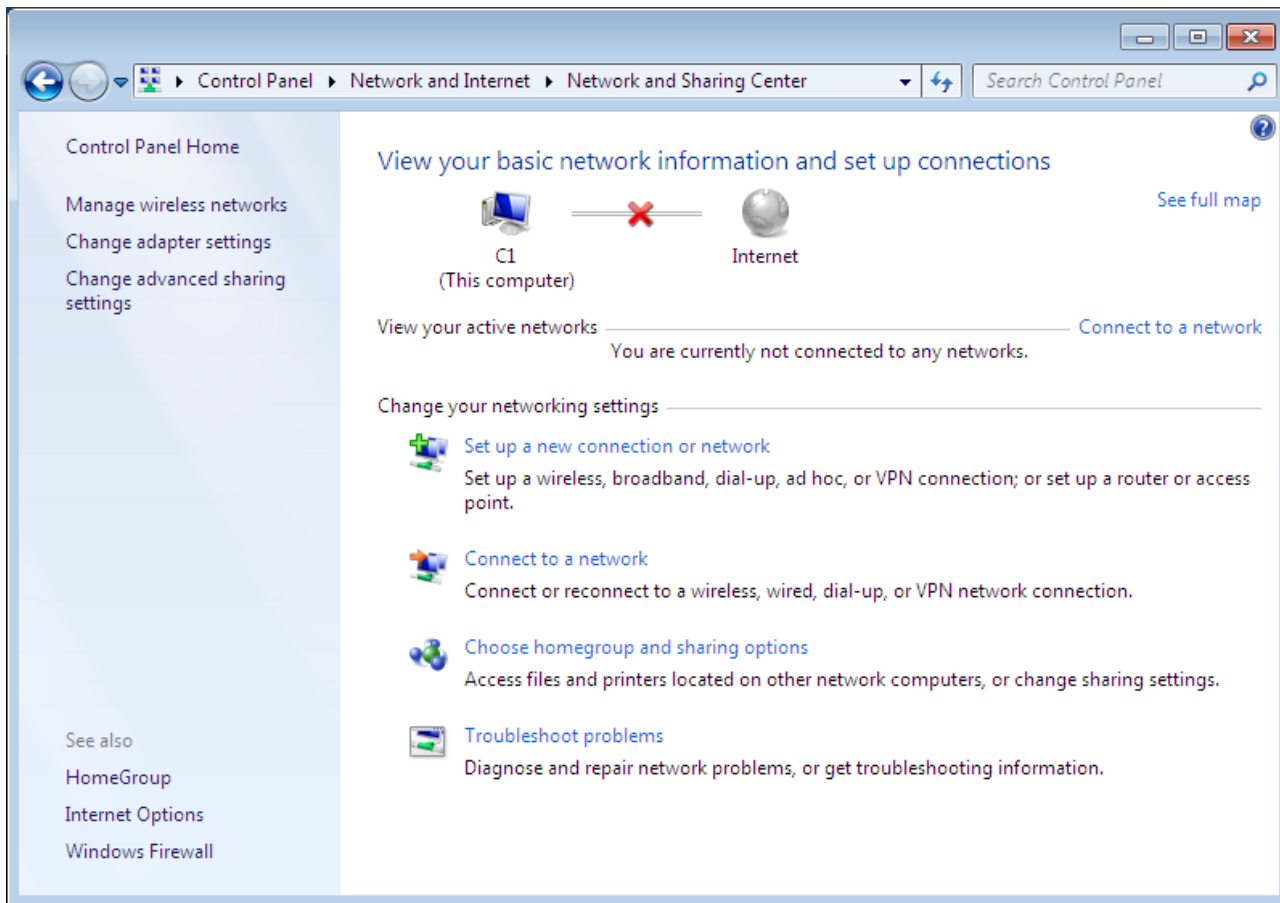 Control Panel ▸ Network and Internet ▸ Network and Sharing Center
Search Control Panel
Control Panel Home
Manage wireless networks
Change adapter settings
Change advanced sharing
settings
See also
HomeGroup
Internet Options
Windows Firewall
View your basic network information and set up connections
See full map
C1
(This computer)
Internet
View your active networks
Connect to a network
You are currently not connected to any networks.
Change your networking settings
Set up a new connection or network
Set up a wireless, broadband, dial-up, ad hoc, or VPN connection; or set up a router or access
point.
Connect to a network
Connect or reconnect to a wireless, wired, dial-up, or VPN network connection.
Choose homegroup and sharing options
Access files and printers located on other network computers, or change sharing settings.
Troubleshoot problems
Diagnose and repair network problems, or get troubleshooting information.